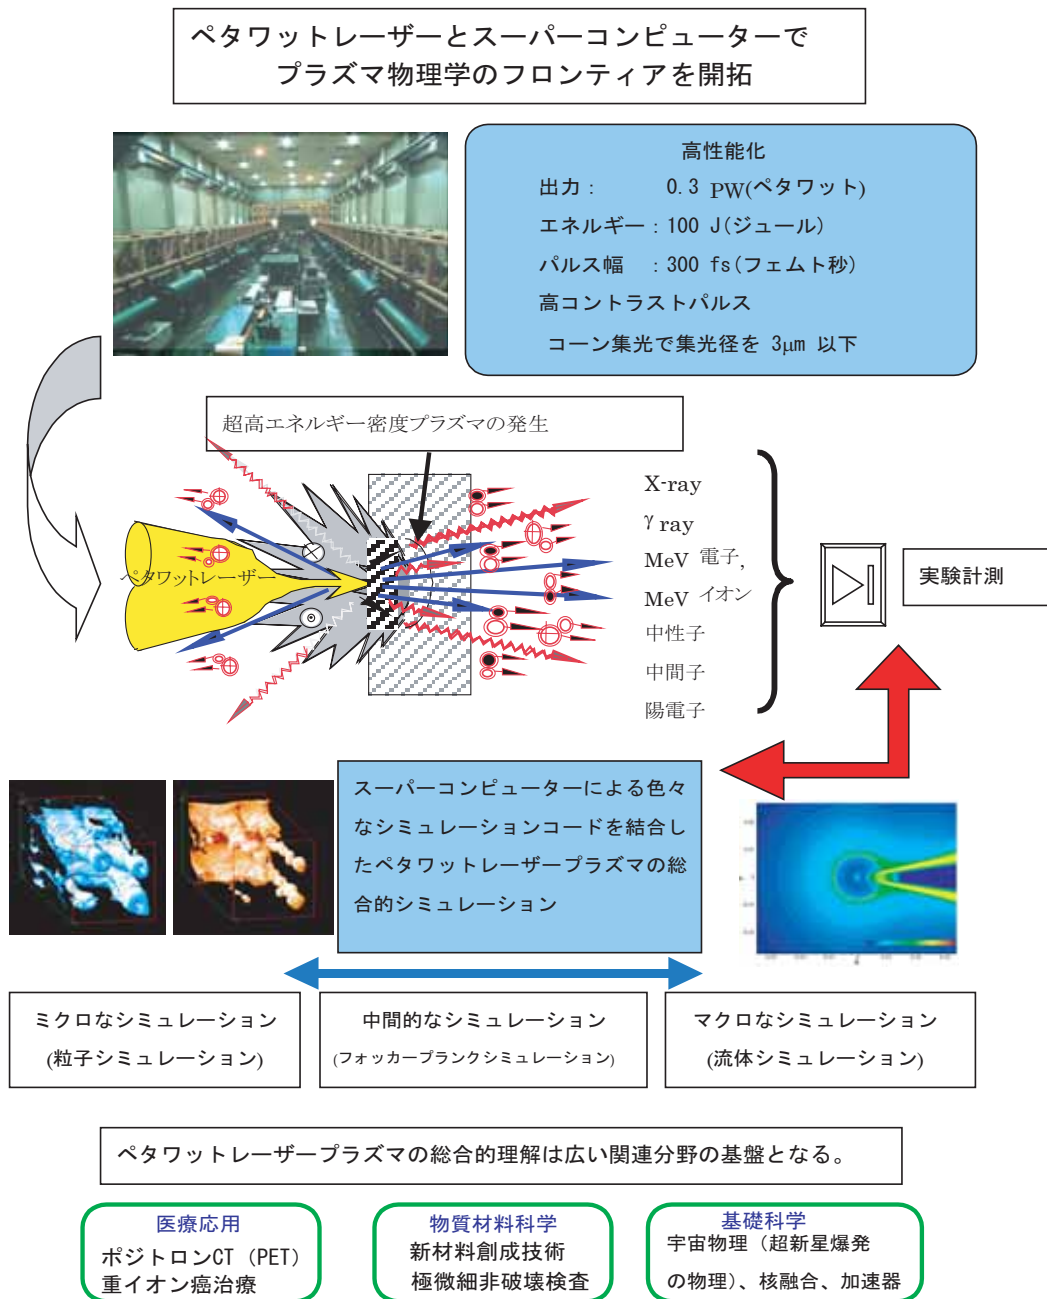 ペタワットレーザーとスーパーコンピューターで
プラズマ物理学のフロンティアを開拓
高性能化
出力： 0.3 PW(ペタワット)
エネルギー：100 J(ジュール)
パルス幅 ：300 fs(フェムト秒)
高コントラストパルス
コーン集光で集光径を 3μm 以下
超高エネルギー密度プラズマの発生
ペタワットレーザー
X-ray
γ ray
MeV 電子,
MeV イオン
中性子
中間子
陽電子
実験計測
スーパーコンピューターによる色々
なシミュレーションコードを結合し
たペタワットレーザープラズマの総
合的シミュレーション
ミクロなシミュレーション
(粒子シミュレーション)
中間的なシミュレーション
(フォッカープランクシミュレーション)
マクロなシミュレーション
(流体シミュレーション)
ペタワットレーザープラズマの総合的理解は広い関連分野の基盤となる。
医療応用
ポジトロンCT（PET）
重イオン癌治療
物質材料科学
新材料創成技術
極微細非破壊検査
基礎科学
宇宙物理（超新星爆発
の物理）、核融合、加速器